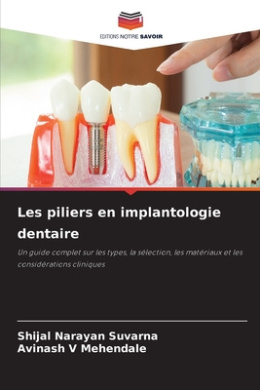 EDITIONS NOTRE SAVOIR
Les piliers en implantologie
dentaire
Un guide complet sur les types, la sélection, les matériaux et les
considérations cliniques
Shijal Narayan Suvarna
Avinash V Mehendale